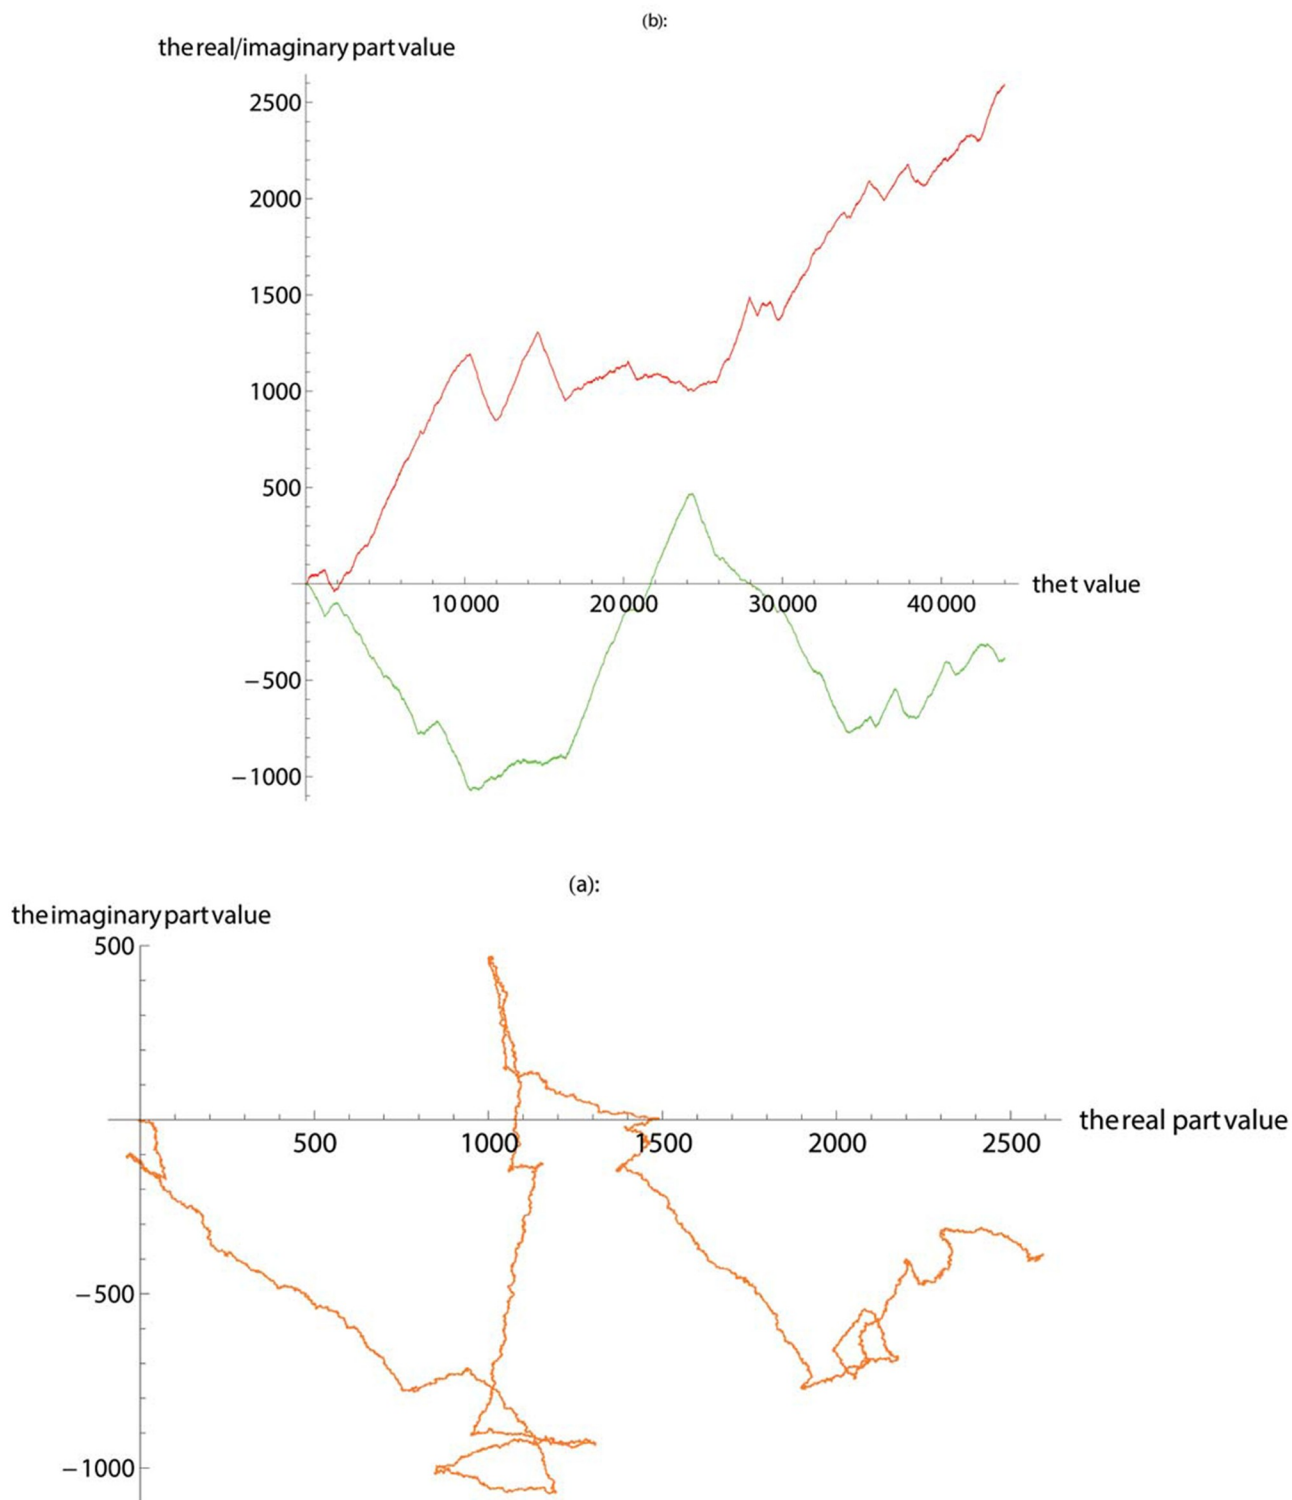 (b):
the real/imaginary part value
2500
2000
1500
1000
500
the t value
10 000 20 000 30 000 40 000
−500
−1000
(a):
the imaginary part value
500
the real part value
500 1000 1500 2000 2500
−500
−1000